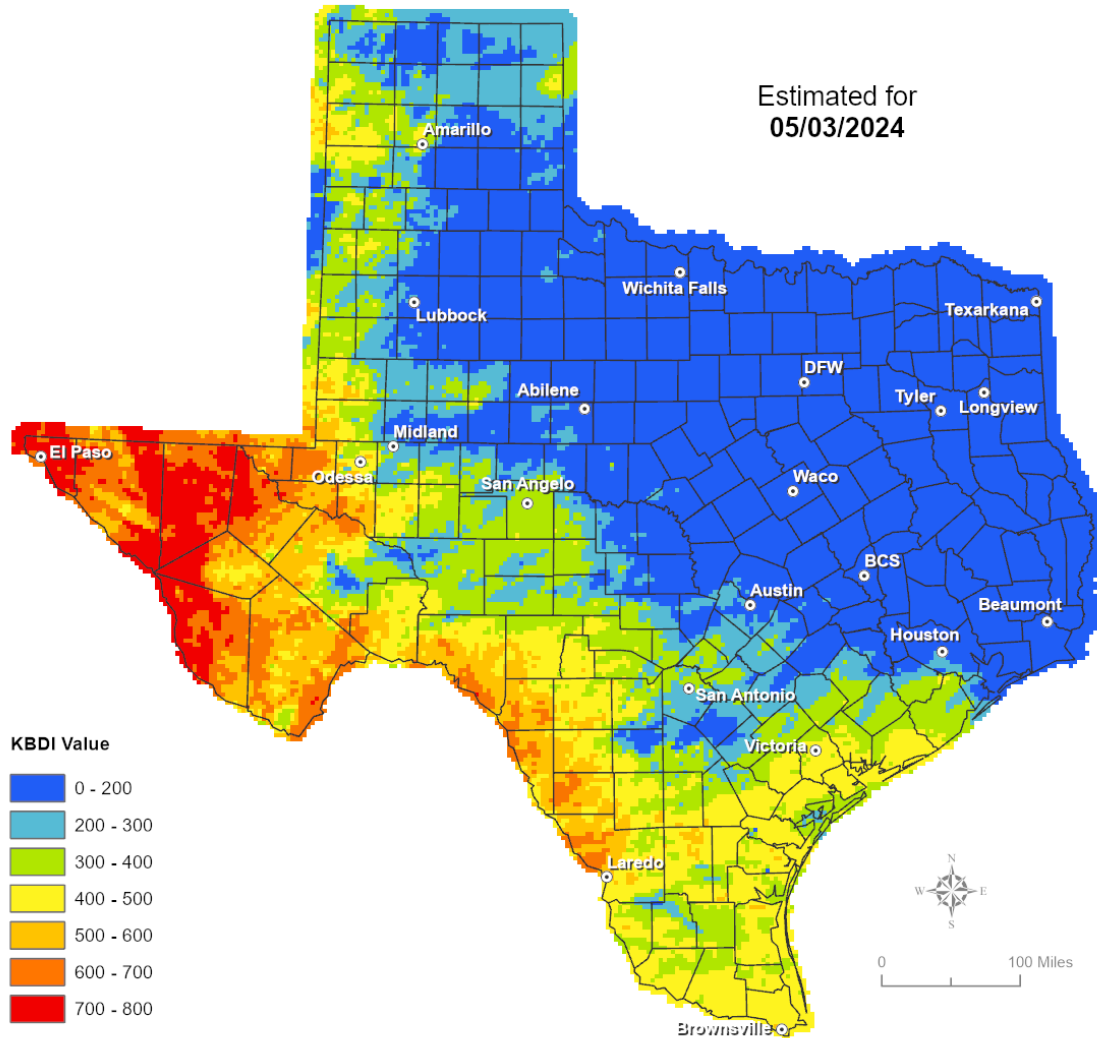 Estimated for
05/03/2024
Amarillo
Wichita Falls
Lubbock
Texarkana
DFW
Abilene
Tyler
Longview
Midland
El Paso
Odessa
San Angelo
Waco
BCS
Austin
Beaumont
Houston
San Antonio
Victoria
Laredo
Brownsville
KBDI Value
0 - 200
200 - 300
300 - 400
400 - 500
500 - 600
600 - 700
700 - 800
N
W E
S
0 100 Miles